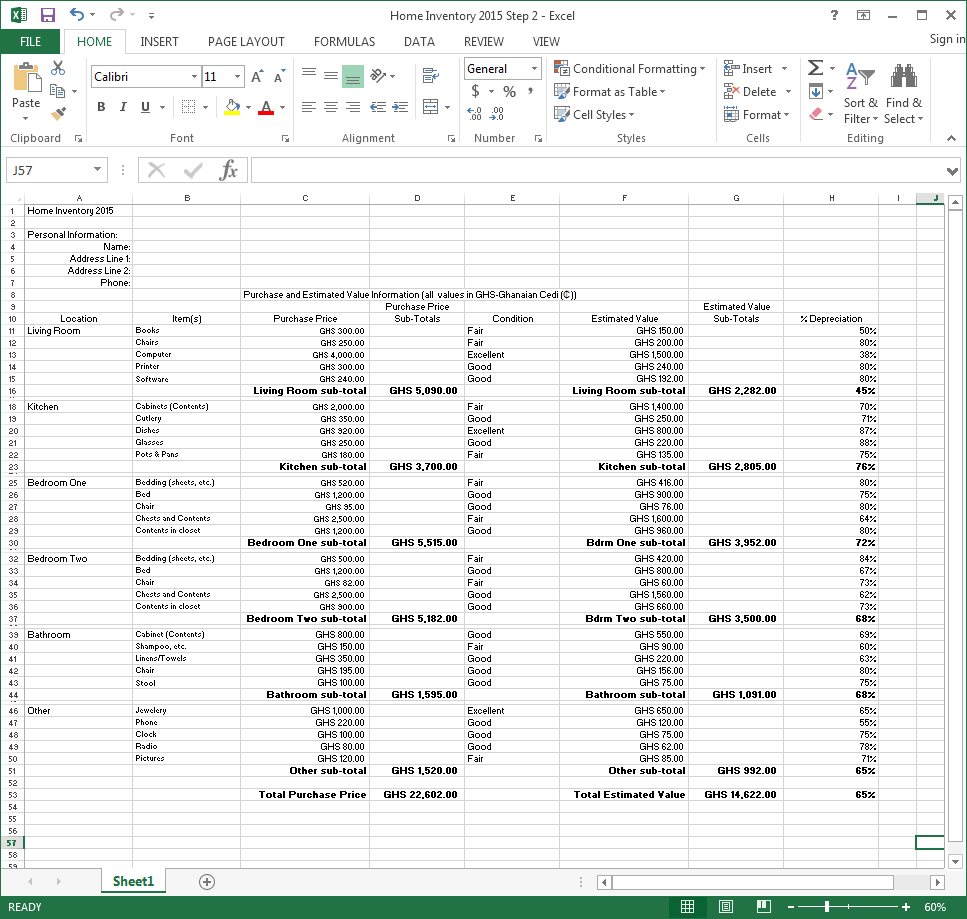 Home Inventory 2015 Step 2 - Excel
FILE HOME INSERT PAGE LAYOUT FORMULAS DATA REVIEW VIEW Sign in
Calibri 11 General Conditional Formatting Insert
Paste Format as Table Delete Sort & Find &
Cell Styles Format Filter Select
Clipboard Font Alignment Number Styles Cells Editing
J57 fx
A B C D E F G H I J
1 Home Inventory 2015
2
3 Personal Information:
4 Name:
5 Address Line 1:
6 Address Line 2:
7 Phone:
8 Purchase and Estimated Value Information (all values in GHS-Ghanaian Cedi (₵))
9 Purchase Price Estimated Value
10 Location Item(s) Purchase Price Sub-Totals Condition Estimated Value Sub-Totals % Depreciation
11 Living Room Books GHS 300.00 Fair GHS 150.00 50%
12 Chairs GHS 250.00 Fair GHS 200.00 80%
13 Computer GHS 4,000.00 Excellent GHS 1,500.00 38%
14 Printer GHS 300.00 Good GHS 240.00 80%
15 Software GHS 240.00 Good GHS 192.00 80%
16 Living Room sub-total GHS 5,090.00 Living Room sub-total GHS 2,282.00 45%
18 Kitchen Cabinets (Contents) GHS 2,000.00 Fair GHS 1,400.00 70%
19 Cutlery GHS 350.00 Good GHS 250.00 71%
20 Dishes GHS 920.00 Excellent GHS 800.00 87%
21 Glasses GHS 250.00 Good GHS 220.00 88%
22 Pots & Pans GHS 180.00 Fair GHS 135.00 75%
23 Kitchen sub-total GHS 3,700.00 Kitchen sub-total GHS 2,805.00 76%
25 Bedroom One Bedding (sheets, etc.) GHS 520.00 Fair GHS 416.00 80%
26 Bed GHS 1,200.00 Good GHS 900.00 75%
27 Chair GHS 95.00 Good GHS 76.00 80%
28 Chests and Contents GHS 2,500.00 Fair GHS 1,600.00 64%
29 Contents in closet GHS 1,200.00 Good GHS 960.00 80%
30 Bedroom One sub-total GHS 5,515.00 Bdrm One sub-total GHS 3,952.00 72%
32 Bedroom Two Bedding (sheets, etc.) GHS 500.00 Fair GHS 420.00 84%
33 Bed GHS 1,200.00 Good GHS 800.00 67%
34 Chair GHS 82.00 Fair GHS 60.00 73%
35 Chests and Contents GHS 2,500.00 Good GHS 1,560.00 62%
36 Contents in closet GHS 900.00 Good GHS 660.00 73%
37 Bedroom Two sub-total GHS 5,182.00 Bdrm Two sub-total GHS 3,500.00 68%
39 Bathroom Cabinet (Contents) GHS 800.00 Good GHS 550.00 69%
40 Shampoo, etc. GHS 150.00 Fair GHS 90.00 60%
41 Linens/Towels GHS 350.00 Good GHS 220.00 63%
42 Chair GHS 195.00 Good GHS 156.00 80%
43 Stool GHS 100.00 Good GHS 75.00 75%
44 Bathroom sub-total GHS 1,595.00 Bathroom sub-total GHS 1,091.00 68%
46 Other Jewelery GHS 1,000.00 Excellent GHS 650.00 65%
47 Phone GHS 220.00 Good GHS 120.00 55%
48 Clock GHS 100.00 Good GHS 75.00 75%
49 Radio GHS 80.00 Good GHS 62.00 78%
50 Pictures GHS 120.00 Fair GHS 85.00 71%
51 Other sub-total GHS 1,520.00 Other sub-total GHS 992.00 65%
52
53 Total Purchase Price GHS 22,602.00 Total Estimated Value GHS 14,622.00 65%
54
55
56
57
58
59
Sheet1
READY 60%